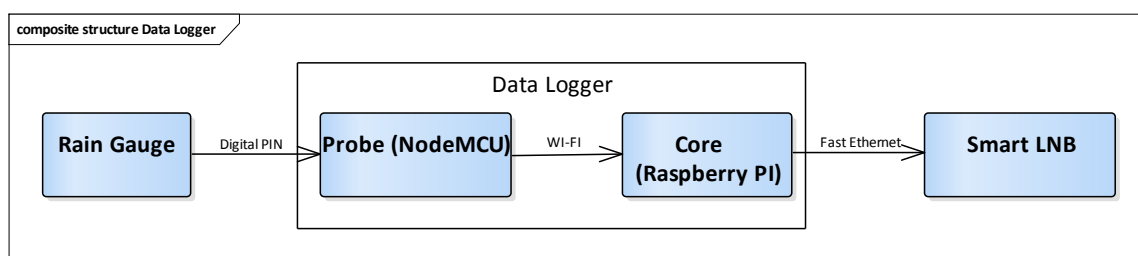 composite structure Data Logger
Data Logger
Rain Gauge
Digital PIN
Probe (NodeMCU)
WI-FI
Core
(Raspberry PI)
Fast Ethernet
Smart LNB